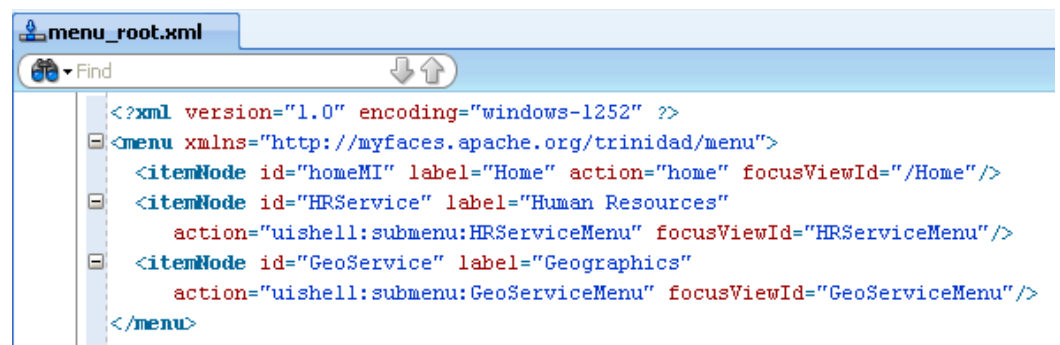 menu_root.xml
Find
<?xml version="1.0" encoding="windows-1252" ?>
<menu xmlns="http://myfaces.apache.org/trinidad/menu">
<itemNode id="homeMI" label="Home" action="home" focusViewId="/Home"/>
<itemNode id="HRService" label="Human Resources"
action="uishell:submenu:HRServiceMenu" focusViewId="HRServiceMenu"/>
<itemNode id="GeoService" label="Geographics"
action="uishell:submenu:GeoServiceMenu" focusViewId="GeoServiceMenu"/>
</menu>